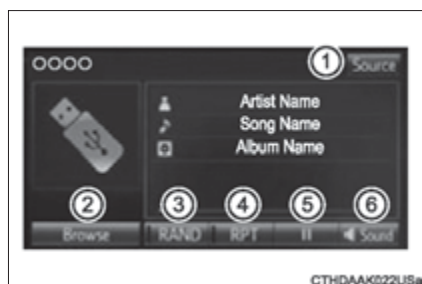 OOOO
1 Source
Artist Name
Song Name
Album Name
2 3 4 5 6
Browse RAND RPT II Sound
CTHDAAK022USa